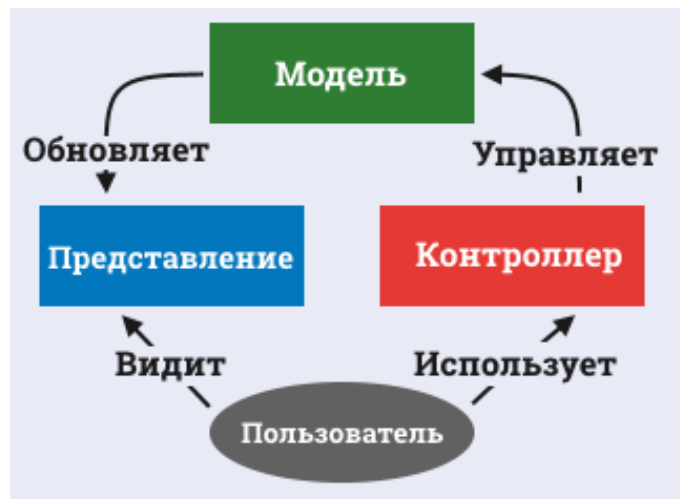 Модель
Обновляет
Управляет
Представление
Контроллер
Видит
Использует
Пользователь